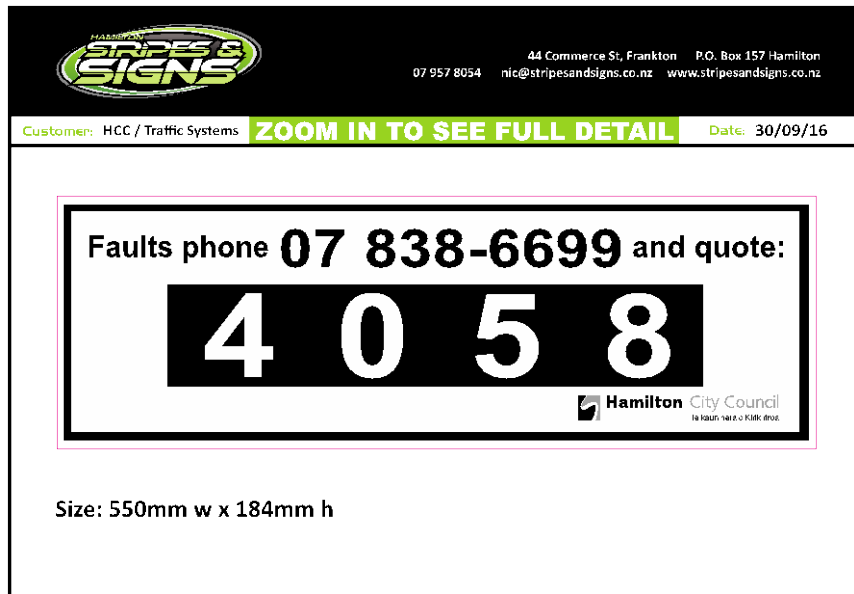 HAMILTON
STRIPES &
SIGNS
44 Commerce St, Frankton P.O. Box 157 Hamilton
07 957 8054 nic@stripesandsigns.co.nz www.stripesandsigns.co.nz
Customer: HCC / Traffic Systems ZOOM IN TO SEE FULL DETAIL Date: 30/09/16
Faults phone 07 838-6699 and quote:
4 0 5 8
Hamilton City Council
Size: 550mm w x 184mm h